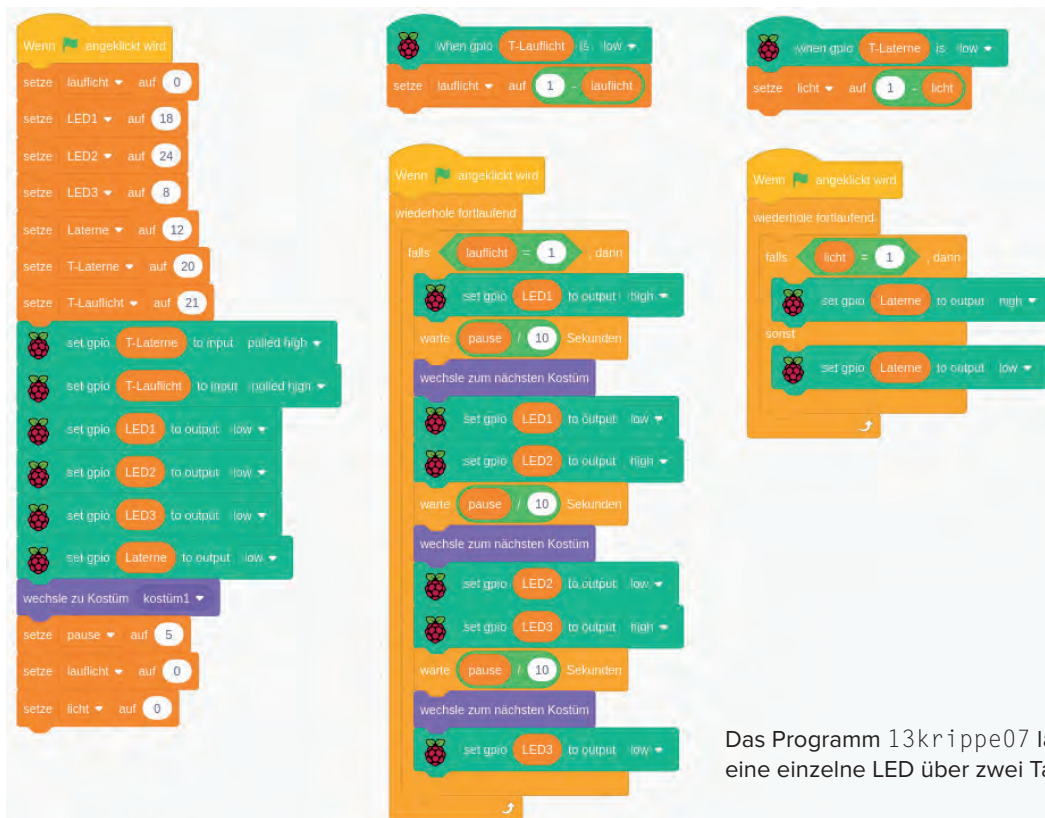 Wenn angeklickt wird
setze lauflicht auf 0
setze LED1 auf 18
setze LED2 auf 24
setze LED3 auf 8
setze Laterne auf 12
setze T-Laterne auf 20
setze T-Lauflicht auf 21
set gpio T-Laterne to input pulled high
set gpio T-Lauflicht to input pulled high
set gpio LED1 to output low
set gpio LED2 to output low
set gpio LED3 to output low
set gpio Laterne to output low
wechsle zu Kostüm kostüm1
setze pause auf 5
setze lauflicht auf 0
setze licht auf 0
when gpio T-Lauflicht is low
setze lauflicht auf 1 - lauflicht
Wenn angeklickt wird
wiederhole fortlaufend
falls lauflicht = 1 , dann
set gpio LED1 to output high
warte pause / 10 Sekunden
wechsle zum nächsten Kostüm
set gpio LED1 to output low
set gpio LED2 to output high
warte pause / 10 Sekunden
wechsle zum nächsten Kostüm
set gpio LED2 to output low
set gpio LED3 to output high
warte pause / 10 Sekunden
wechsle zum nächsten Kostüm
set gpio LED3 to output low
when gpio T-Laterne is low
setze licht auf 1 - licht
Wenn angeklickt wird
wiederhole fortlaufend
falls licht = 1 , dann
set gpio Laterne to output high
sonst
set gpio Laterne to output low
Das Programm 13krippe07 lä
eine einzelne LED über zwei Ta